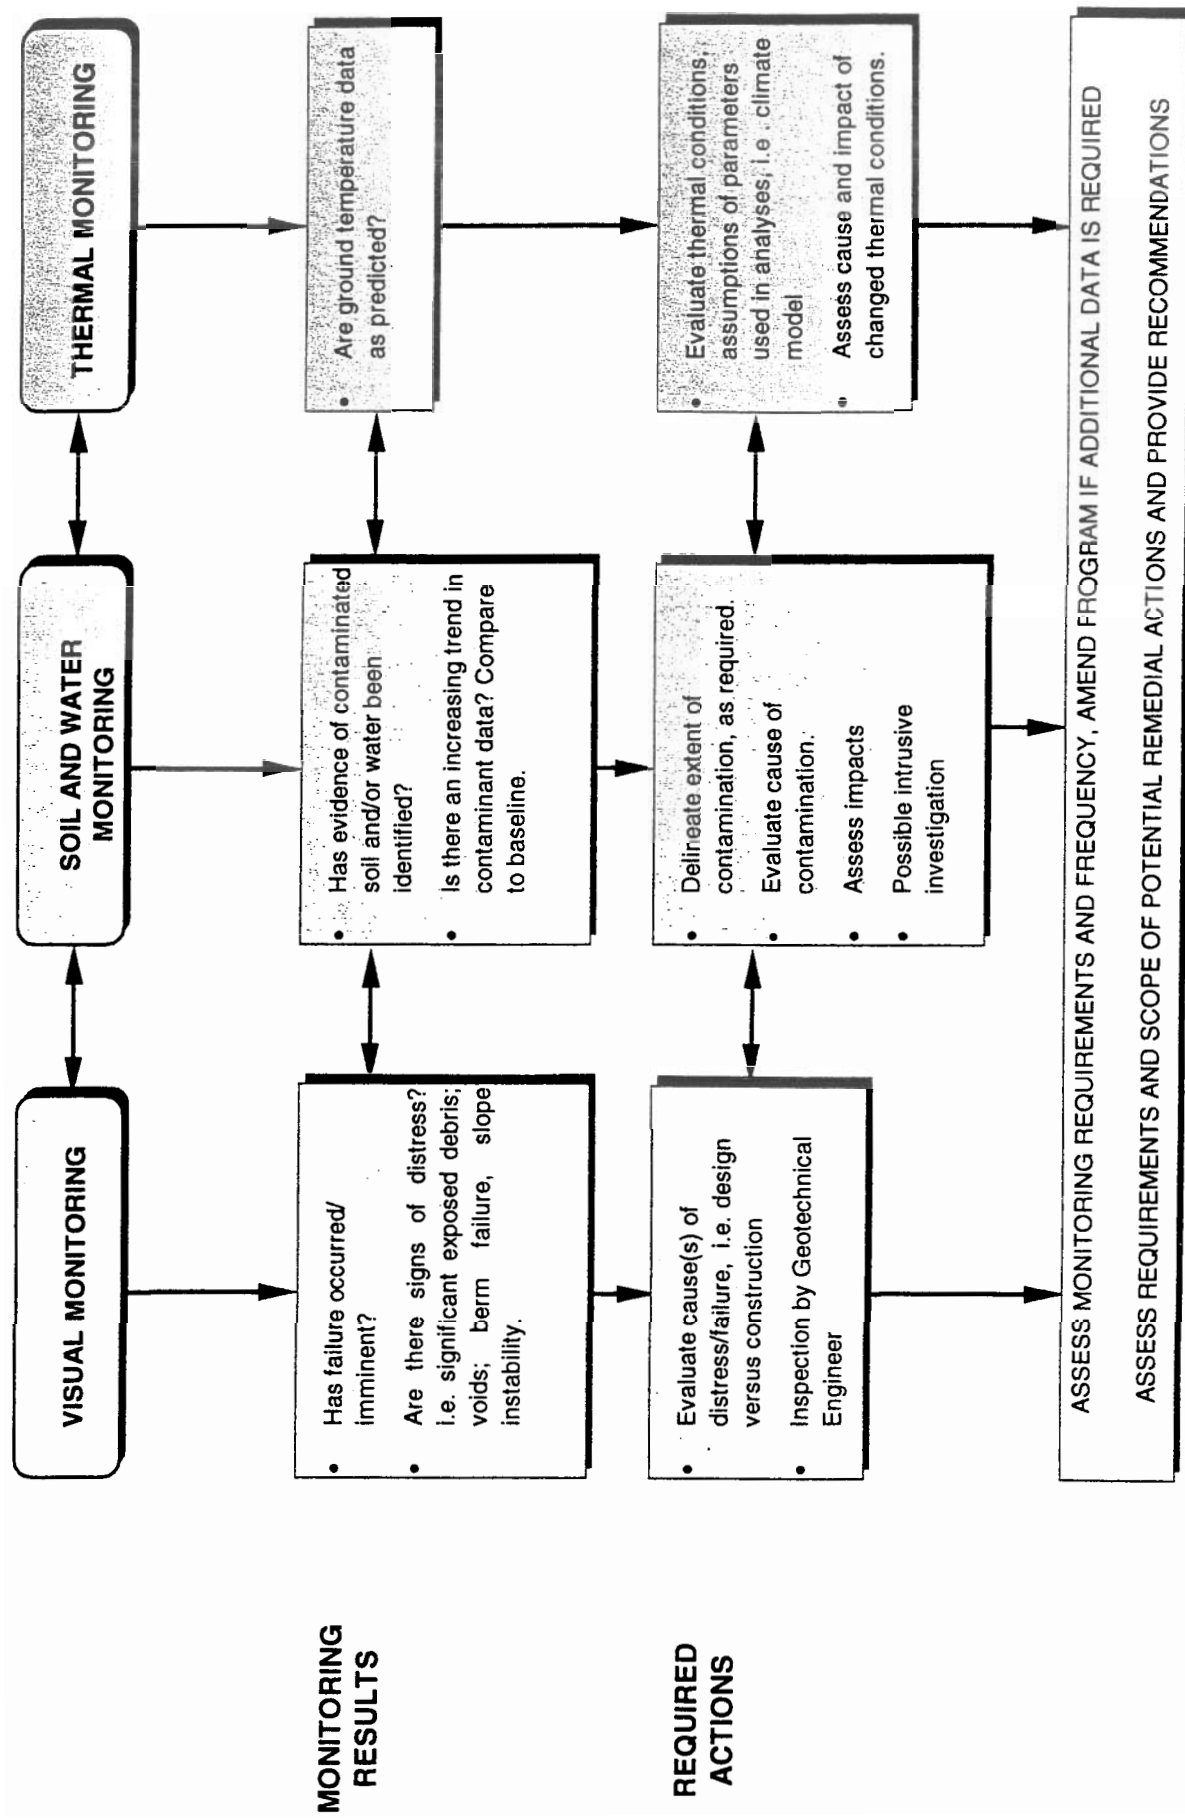 VISUAL MONITORING
SOIL AND WATER
MONITORING
THERMAL MONITORING
MONITORING
RESULTS
• Has failure occurred/
imminent?
• Are there signs of distress?
i.e. significant exposed debris;
voids; berm failure, slope
instability.
• Has evidence of contaminated
soil and/or water been
identified?
• Is there an increasing trend in
contaminant data? Compare
to baseline.
• Are ground temperature data
as predicted?
REQUIRED
ACTIONS
• Evaluate cause(s) of
distress/failure, i.e. design
versus construction
• Inspection by Geotechnical
Engineer
• Delineate extent of
contamination, as required.
• Evaluate cause of
contamination.
• Assess impacts
• Possible intrusive
investigation
• Evaluate thermal conditions,
assumptions of parameters
used in analyses, i.e. climate
model
• Assess cause and impact of
changed thermal conditions.
ASSESS MONITORING REQUIREMENTS AND FREQUENCY, AMEND FROGRAM IF ADDITIONAL DATA IS REQUIRED
ASSESS REQUIREMENTS AND SCOPE OF POTENTIAL REMEDIAL ACTIONS AND PROVIDE RECOMMENDATIONS